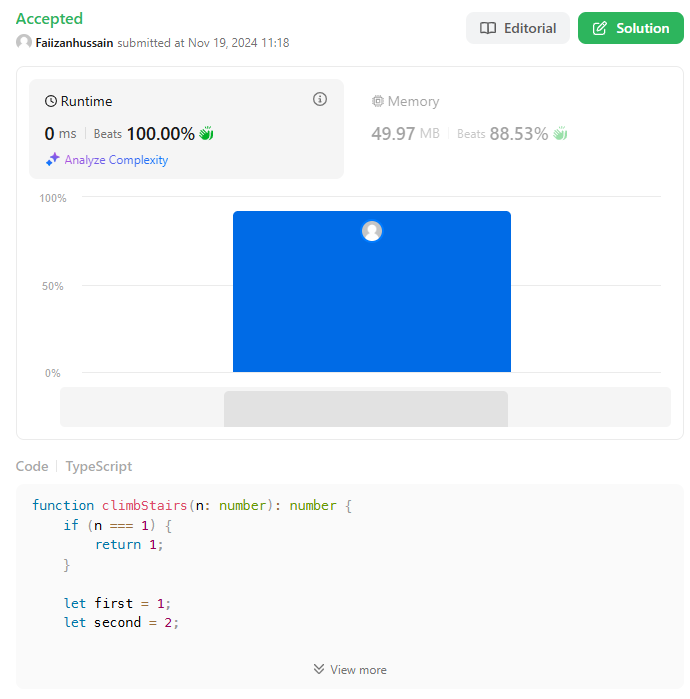 Accepted
Faiizanhussain submitted at Nov 19, 2024 11:18
Editorial
Solution
Runtime
0 ms | Beats 100.00%
Analyze Complexity
Memory
49.97 MB | Beats 88.53%
100%
50%
0%
Code | TypeScript
function climbStairs(n: number): number {
    if (n === 1) {
        return 1;
    }
    let first = 1;
    let second = 2;
View more